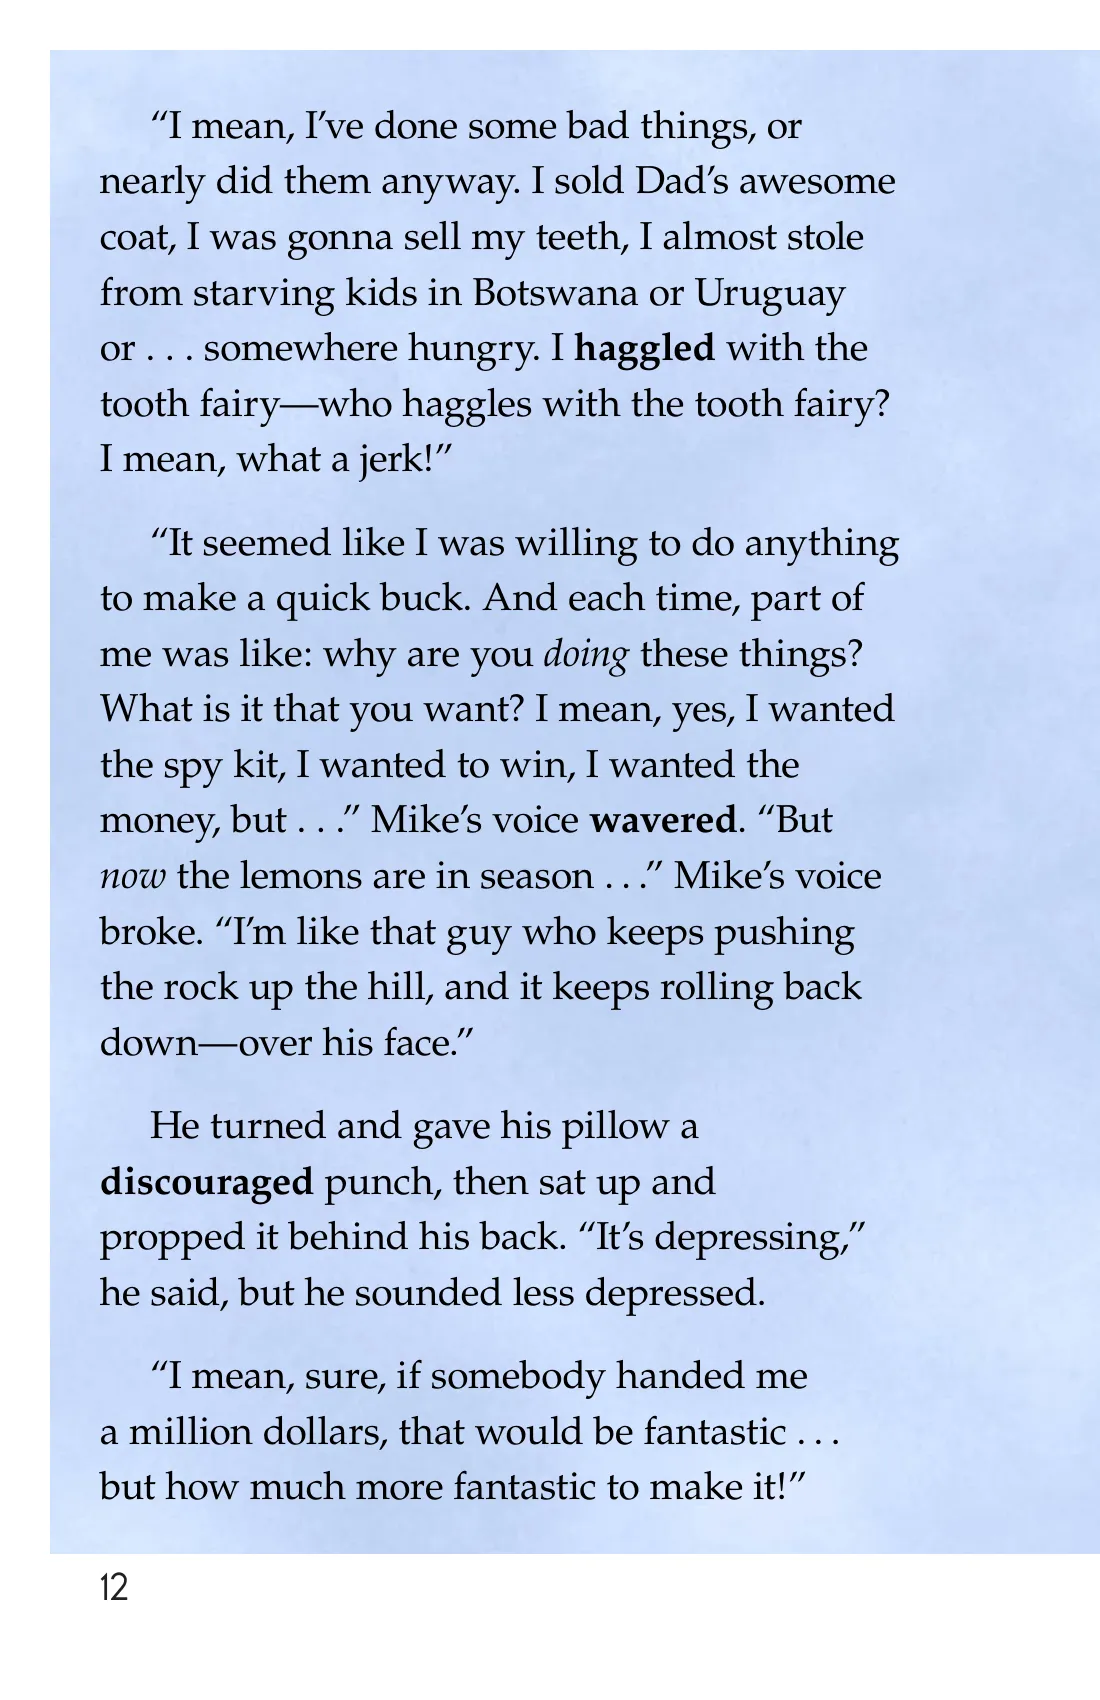 “I mean, I’ve done some bad things, or
nearly did them anyway. I sold Dad’s awesome
coat, I was gonna sell my teeth, I almost stole
from starving kids in Botswana or Uruguay
or . . . somewhere hungry. I haggled with the
tooth fairy—who haggles with the tooth fairy?
I mean, what a jerk!”
“It seemed like I was willing to do anything
to make a quick buck. And each time, part of
me was like: why are you doing these things?
What is it that you want? I mean, yes, I wanted
the spy kit, I wanted to win, I wanted the
money, but . . .” Mike’s voice wavered. “But
now the lemons are in season . . .” Mike’s voice
broke. “I’m like that guy who keeps pushing
the rock up the hill, and it keeps rolling back
down—over his face.”
He turned and gave his pillow a
discouraged punch, then sat up and
propped it behind his back. “It’s depressing,”
he said, but he sounded less depressed.
“I mean, sure, if somebody handed me
a million dollars, that would be fantastic . . .
but how much more fantastic to make it!”
12